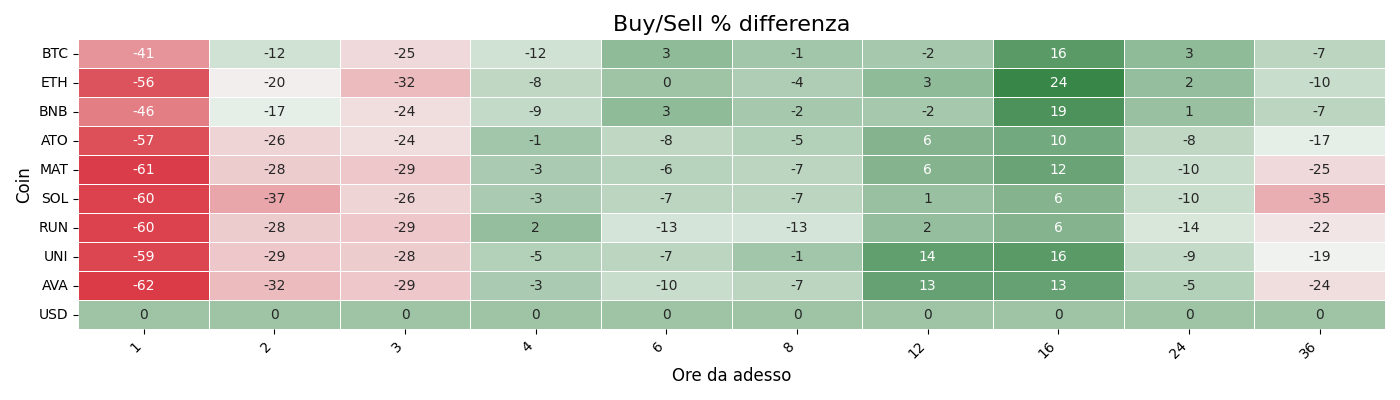 Buy/Sell % differenza
Coin
BTC -41 -12 -25 -12 3 -1 -2 16 3 -7
ETH -56 -20 -32 -8 0 -4 3 24 2 -10
BNB -46 -17 -24 -9 3 -2 -2 19 1 -7
ATO -57 -26 -24 -1 -8 -5 6 10 -8 -17
MAT -61 -28 -29 -3 -6 -7 6 12 -10 -25
SOL -60 -37 -26 -3 -7 -7 1 6 -10 -35
RUN -60 -28 -29 2 -13 -13 2 6 -14 -22
UNI -59 -29 -28 -5 -7 -1 14 16 -9 -19
AVA -62 -32 -29 -3 -10 -7 13 13 -5 -24
USD 0 0 0 0 0 0 0 0 0 0
1 2 3 4 6 8 12 16 24 36
Ore da adesso